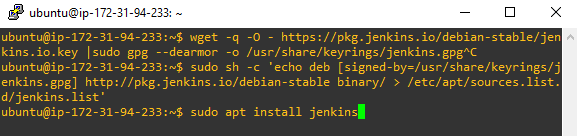 ubuntu@ip-172-31-94-233: ~
ubuntu@ip-172-31-94-233:~$ wget -q -O - https://pkg.jenkins.io/debian-stable/jen
kins.io.key |sudo gpg --dearmor -o /usr/share/keyrings/jenkins.gpg^C
ubuntu@ip-172-31-94-233:~$ sudo sh -c 'echo deb [signed-by=/usr/share/keyrings/j
enkins.gpg] http://pkg.jenkins.io/debian-stable binary/ > /etc/apt/sources.list.
d/jenkins.list'
ubuntu@ip-172-31-94-233:~$ sudo apt install jenkins